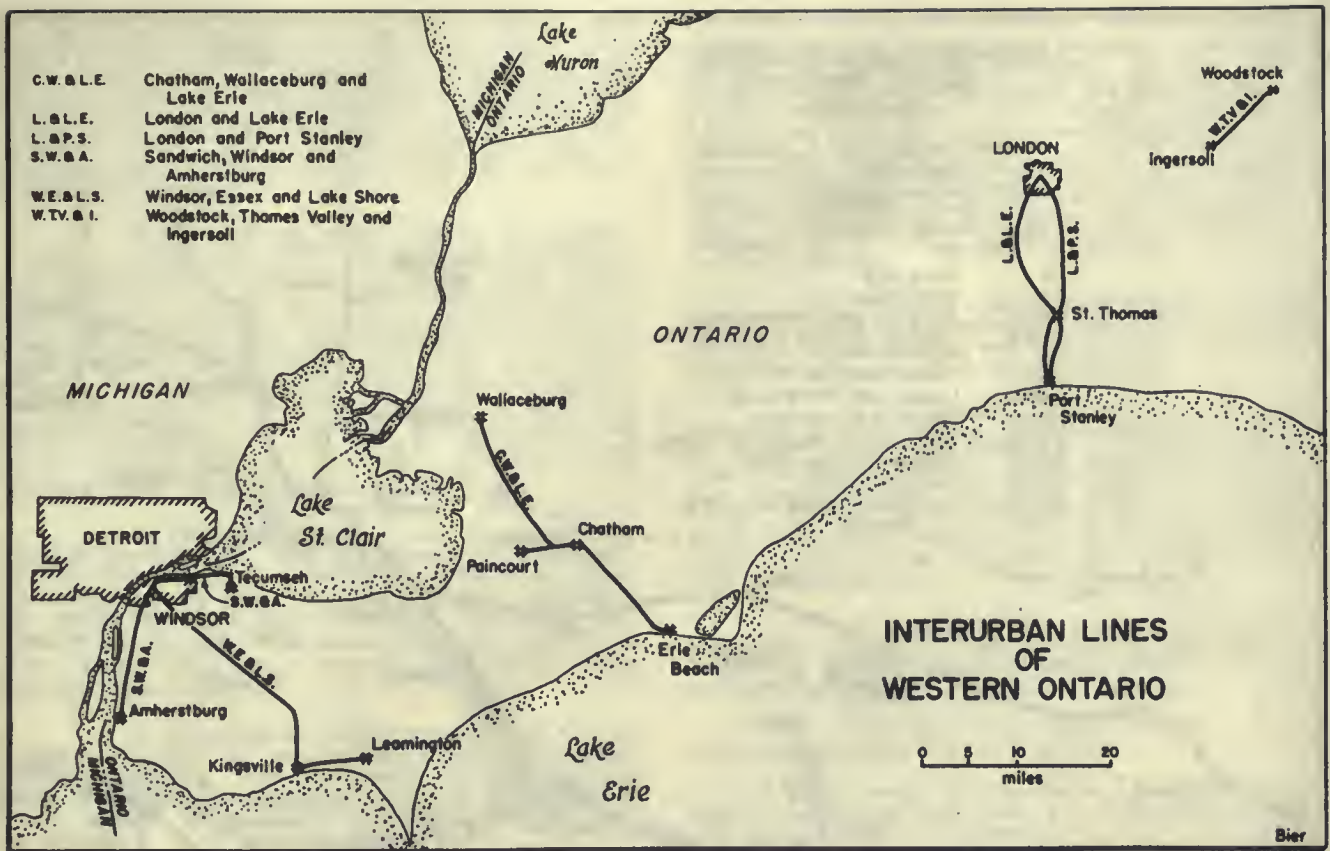 C.W. & L.E. Chatham, Wallaceburg and
Lake Erie
L. & L.E. London and Lake Erie
L. & P.S. London and Port Stanley
S.W. & A. Sandwich, Windsor and
Amherstburg
W.E. & L.S. Windsor, Essex and Lake Shore
W.T.V. & I. Woodstock, Thames Valley and
Ingersoll
Lake
Huron
MICHIGAN
ONTARIO
Woodstock
W.T.V. & I.
Ingersoll
LONDON
L. & L.E.
L. & P.S.
St. Thomas
Port
Stanley
ONTARIO
MICHIGAN
Wallaceburg
C.W. & L.E.
Chatham
Paincourt
Erie
Beach
Lake
St. Clair
DETROIT
Tecumseh
S.W. & A.
WINDSOR
S.W. & A.
W.E. & L.S.
Amherstburg
Kingsville
Leamington
ONTARIO
MICHIGAN
Lake
Erie
INTERURBAN LINES
OF
WESTERN ONTARIO
0 5 10 20
miles
Bier